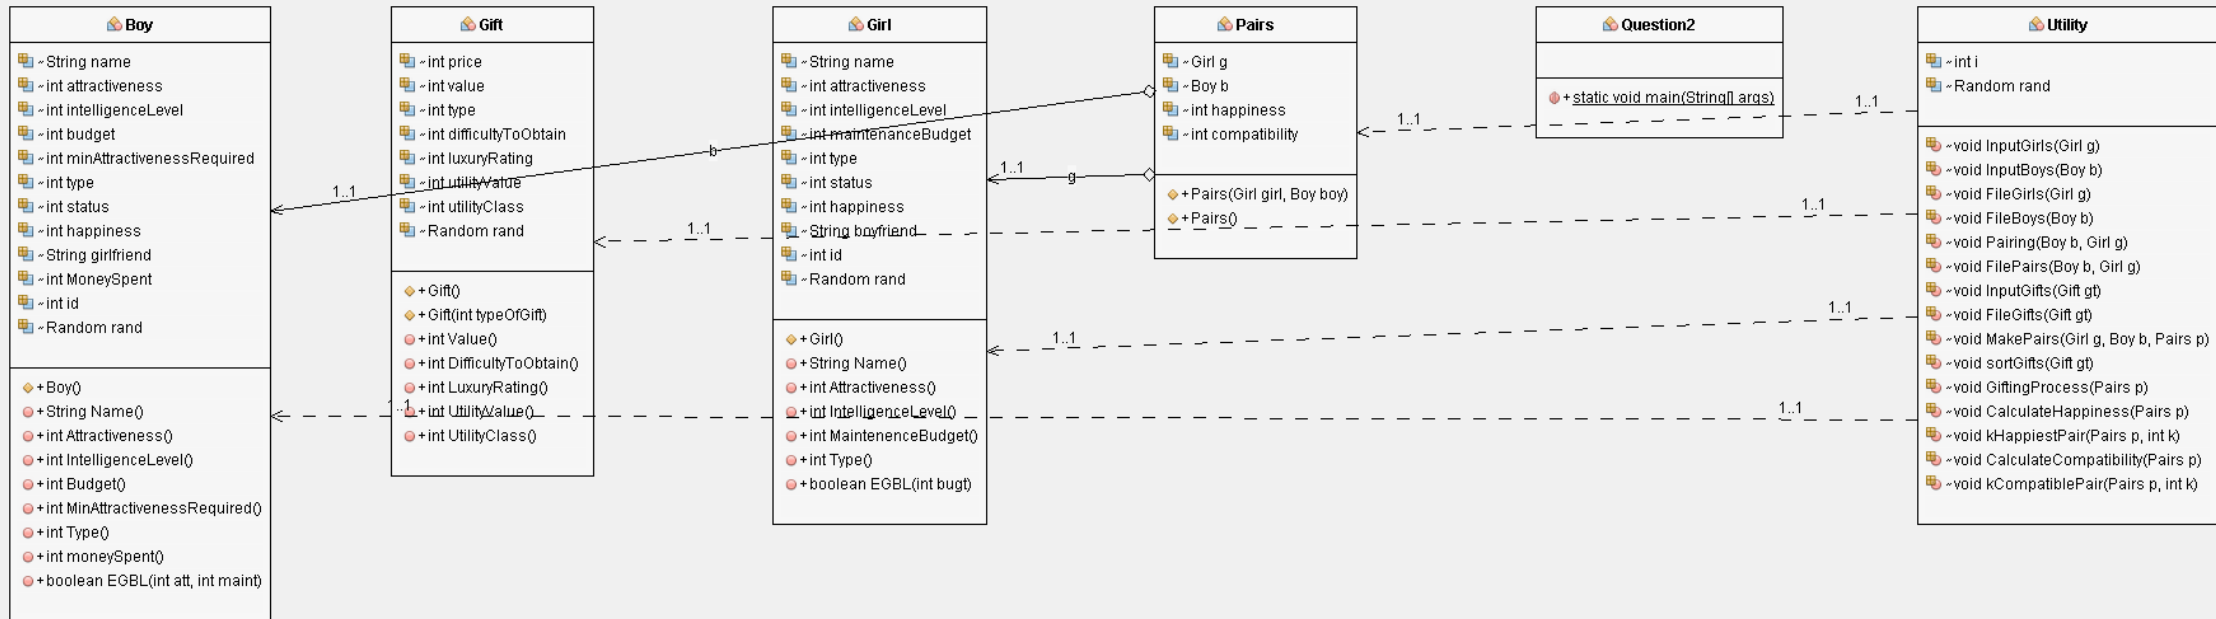 Boy
~String name
~int attractiveness
~int intelligenceLevel
~int budget
~int minAttractivenessRequired
~int type
~int status
~int happiness
~String girlfriend
~int MoneySpent
~int id
~Random rand
+Boy()
+String Name()
+int Attractiveness()
+int IntelligenceLevel()
+int Budget()
+int MinAttractivenessRequired()
+int Type()
+int moneySpent()
+boolean EGBL(int att, int maint)
1..1
b
1..1
Gift
~int price
~int value
~int type
~int difficultyToObtain
~int luxuryRating
~int utilityValue
~int utilityClass
~Random rand
+Gift()
+Gift(int typeOfGift)
+int Value()
+int DifficultyToObtain()
+int LuxuryRating()
+int UtilityValue()
+int UtilityClass()
1..1
Girl
~String name
~int attractiveness
~int intelligenceLevel
~int maintenanceBudget
~int type
~int status
~int happiness
~String boyfriend
~int id
~Random rand
+Girl()
+String Name()
+int Attractiveness()
+int IntelligenceLevel()
+int MaintenenceBudget()
+int Type()
+boolean EGBL(int bugt)
1..1
g
1..1
Pairs
~Girl g
~Boy b
~int happiness
~int compatibility
+Pairs(Girl girl, Boy boy)
+Pairs()
1..1
Question2
+static void main(String[] args)
1..1
1..1
1..1
1..1
Utility
~int i
~Random rand
~void InputGirls(Girl g)
~void InputBoys(Boy b)
~void FileGirls(Girl g)
~void FileBoys(Boy b)
~void Pairing(Boy b, Girl g)
~void FilePairs(Boy b, Girl g)
~void InputGifts(Gift gt)
~void FileGifts(Gift gt)
~void MakePairs(Girl g, Boy b, Pairs p)
~void sortGifts(Gift gt)
~void GiftingProcess(Pairs p)
~void CalculateHappiness(Pairs p)
~void kHappiestPair(Pairs p, int k)
~void CalculateCompatibility(Pairs p)
~void kCompatiblePair(Pairs p, int k)